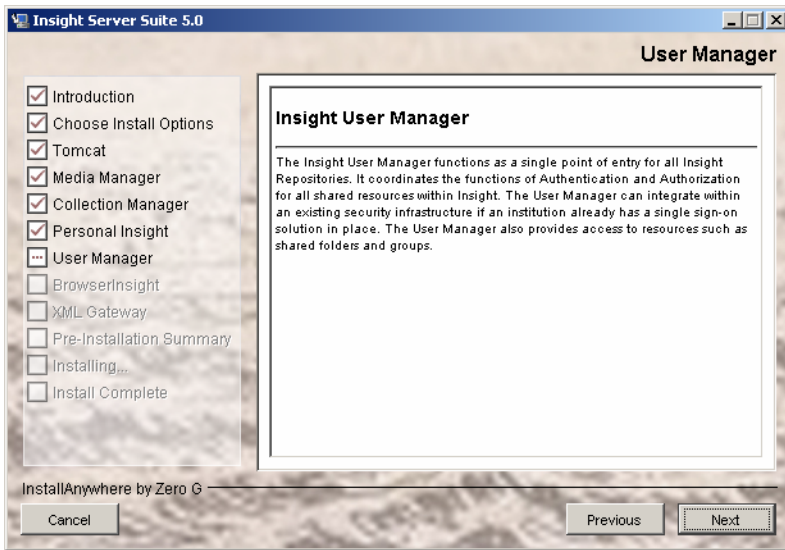 Insight Server Suite 5.0
User Manager
Introduction
Choose Install Options
Tomcat
Media Manager
Collection Manager
Personal Insight
User Manager
BrowserInsight
XML Gateway
Pre-Installation Summary
Installing...
Install Complete
Insight User Manager
The Insight User Manager functions as a single point of entry for all Insight
Repositories. It coordinates the functions of Authentication and Authorization
for all shared resources within Insight. The User Manager can integrate within
an existing security infrastructure if an institution already has a single sign-on
solution in place. The User Manager also provides access to resources such as
shared folders and groups.
InstallAnywhere by Zero G
Cancel
Previous
Next